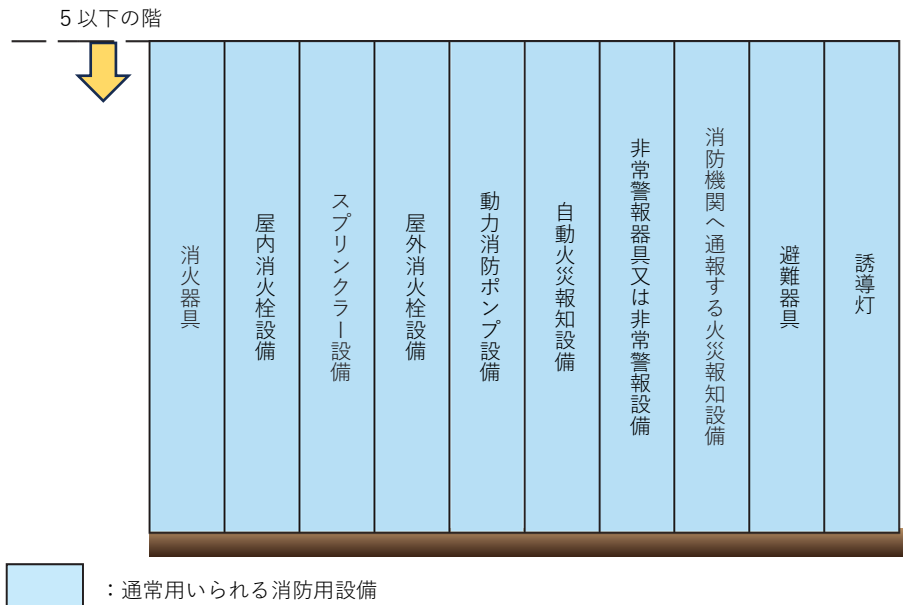 5以下の階
消火器具
屋内消火栓設備
スプリンクラー設備
屋外消火栓設備
動力消防ポンプ設備
自動火災報知設備
非常警報器具又は非常警報設備
消防機関へ通報する火災報知設備
避難器具
誘導灯
：通常用いられる消防用設備